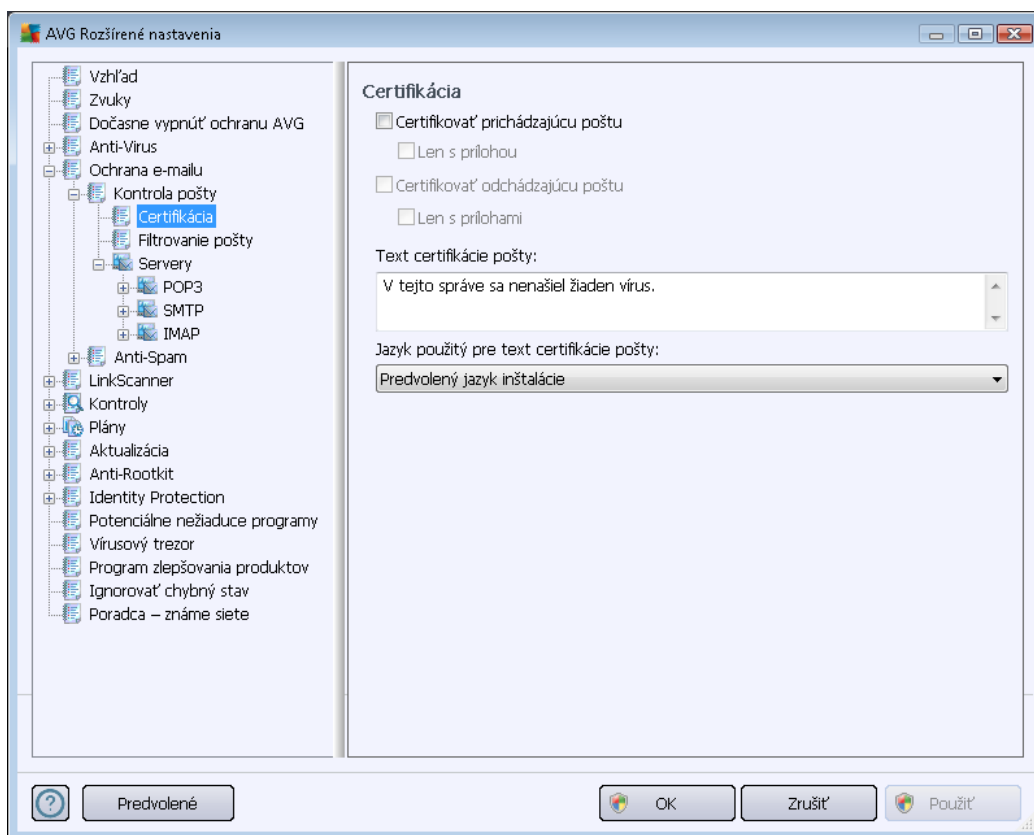 AVG Rozšírené nastavenia
Vzhľad
Zvuky
Dočasne vypnúť ochranu AVG
Anti-Virus
Ochrana e-mailu
Kontrola pošty
Certifikácia
Filtrovanie pošty
Servery
POP3
SMTP
IMAP
Anti-Spam
LinkScanner
Kontroly
Plány
Aktualizácia
Anti-Rootkit
Identity Protection
Potenciálne nežiaduce programy
Vírusový trezor
Program zlepšovania produktov
Ignorovať chybný stav
Poradca – známe siete
Certifikácia
Certifikovať prichádzajúcu poštu
Len s prílohou
Certifikovať odchádzajúcu poštu
Len s prílohami
Text certifikácie pošty:
V tejto správe sa nenašiel žiaden vírus.
Jazyk použitý pre text certifikácie pošty:
Predvolený jazyk inštalácie
Predvolené
OK
Zrušiť
Použiť